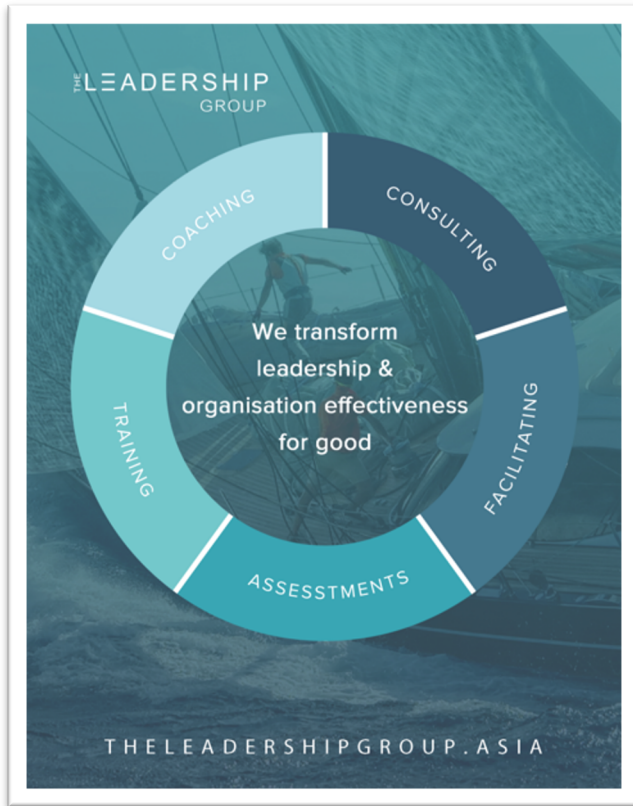 THE LEADERSHIP
GROUP
COACHING
CONSULTING
We transform
leadership &
organisation effectiveness
for good
TRAINING
FACILITATING
ASSESSTMENTS
THELEADERSHIPGROUP.ASIA